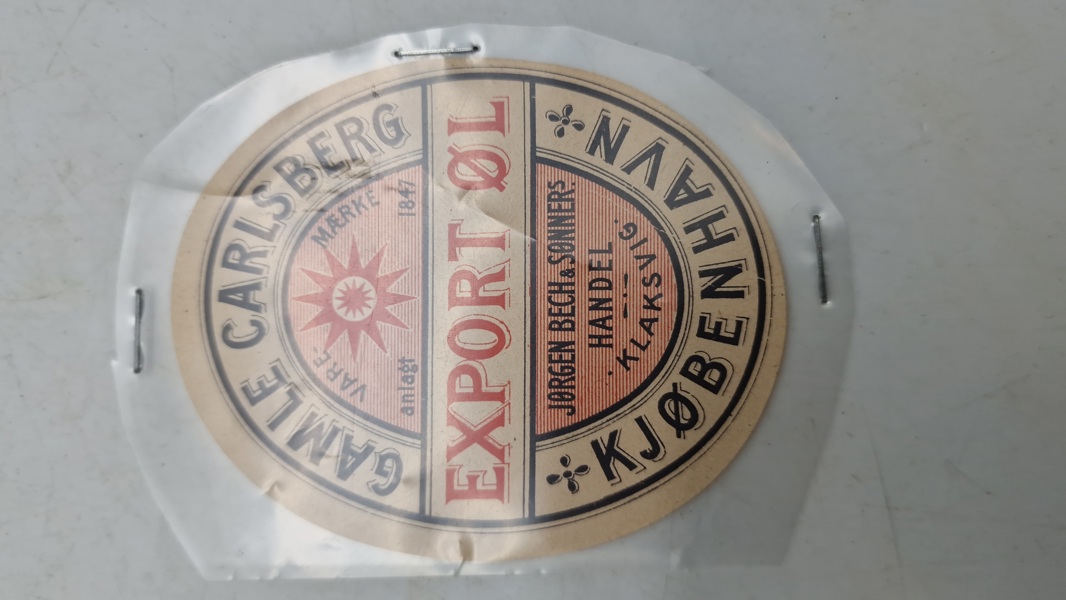 GAMLE CARLSBERG
VARE MÆRKE
anlagt 1847
EXPORT ØL
JØRGEN BECH & SØNNERS
HANDEL
KLAKSVIG.
KJØBENHAVN